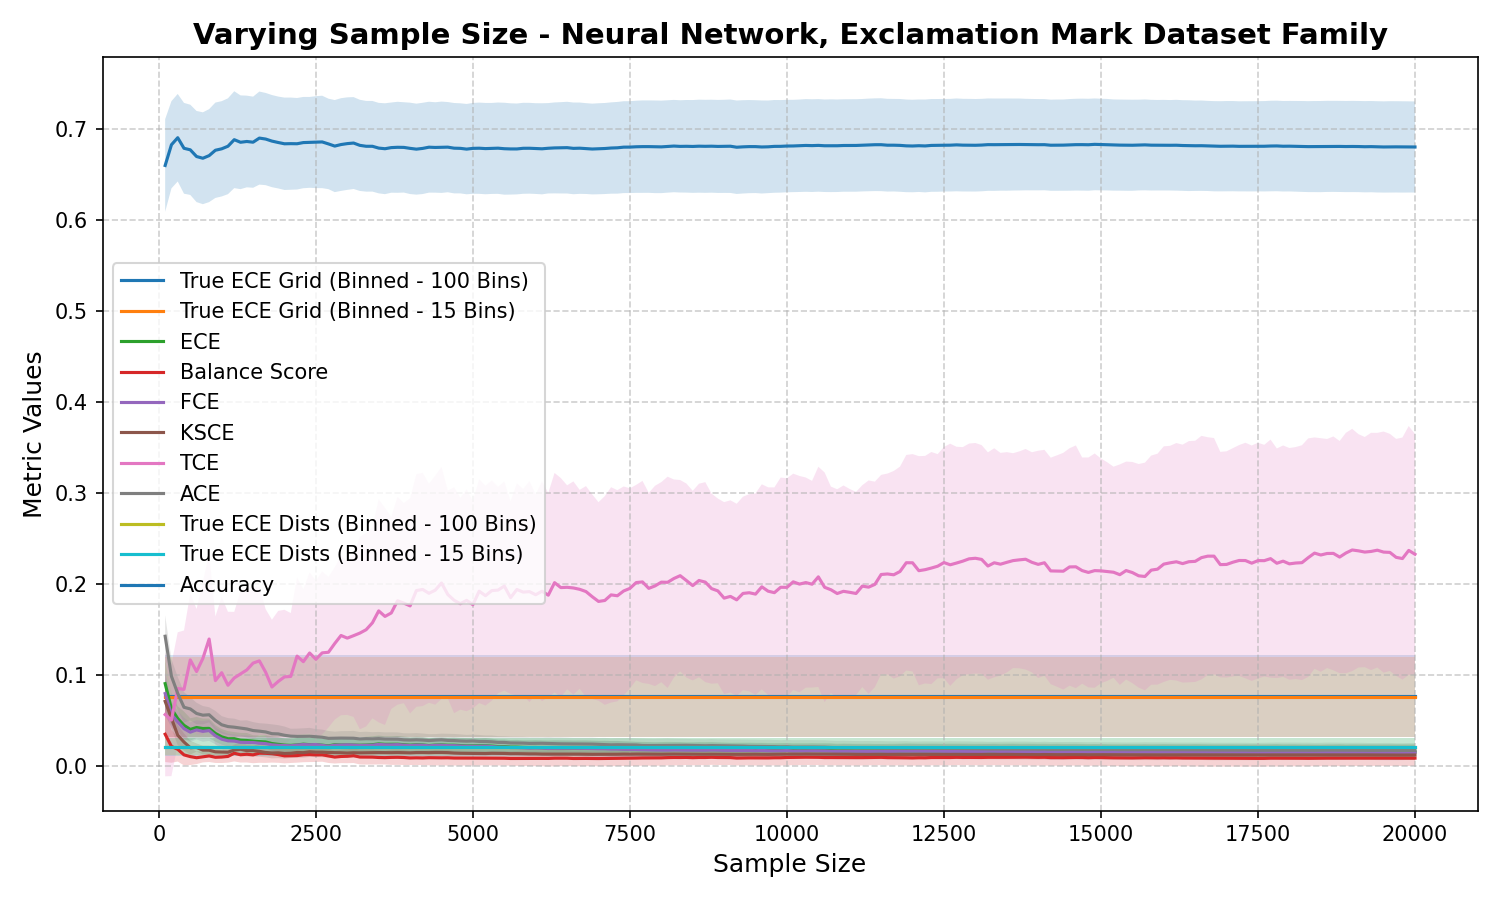 Varying Sample Size - Neural Network, Exclamation Mark Dataset Family
Metric Values
0.7
0.6
0.5
0.4
0.3
0.2
0.1
0.0
True ECE Grid (Binned - 100 Bins)
True ECE Grid (Binned - 15 Bins)
ECE
Balance Score
FCE
KSCE
TCE
ACE
True ECE Dists (Binned - 100 Bins)
True ECE Dists (Binned - 15 Bins)
Accuracy
0 2500 5000 7500 10000 12500 15000 17500 20000
Sample Size